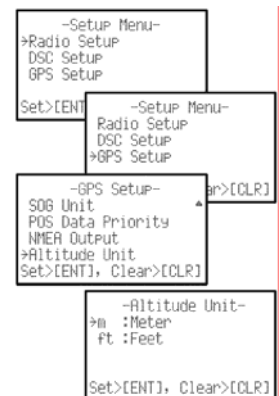 -Setup Menu-
→Radio Setup
DSC Setup
GPS Setup
Set>[ENT
-Setup Menu-
Radio Setup
DSC Setup
→GPS Setup
ar>[CLR]
-GPS Setup-
SOG Unit
POS Data Priority
NMEA Output
→Altitude Unit
Set>[ENT], Clear>[CLR]
-Altitude Unit-
→m :Meter
ft :Feet
Set>[ENT], Clear>[CLR]